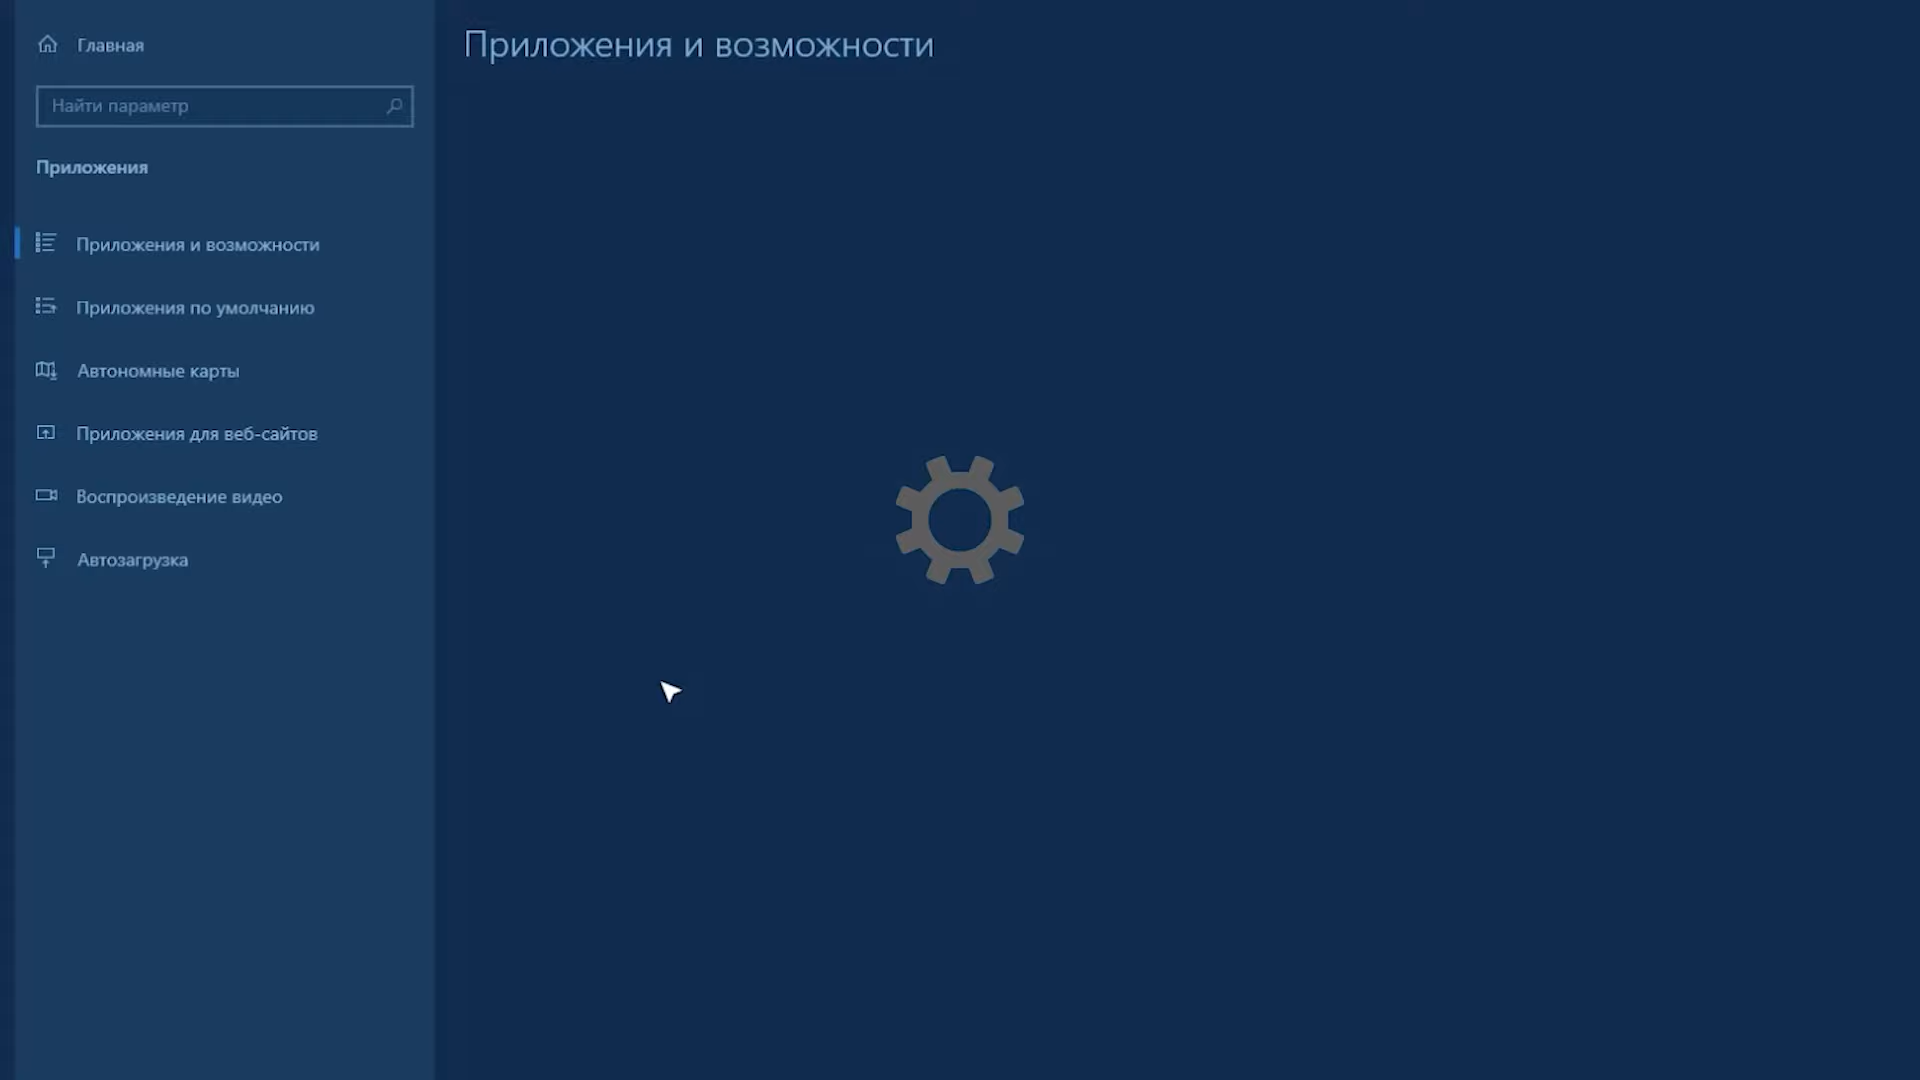 Главная
Приложения и возможности
Найти параметр
Приложения
Приложения и возможности
Приложения по умолчанию
Автономные карты
Приложения для веб-сайтов
Воспроизведение видео
Автозагрузка